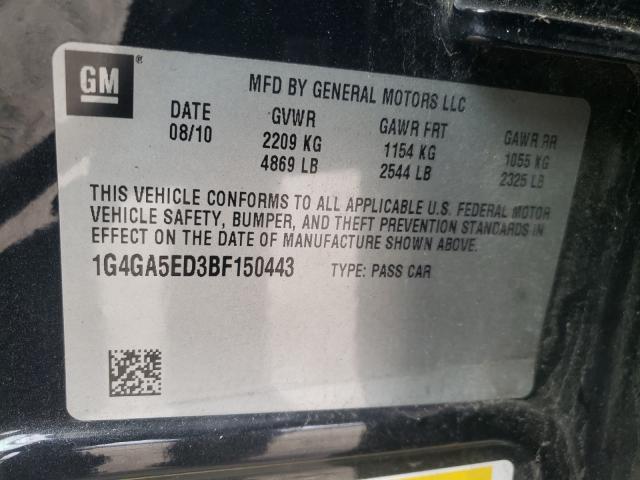 GM ®
MFD BY GENERAL MOTORS LLC
DATE GVWR GAWR FRT GAWR RR
08/10 2209 KG 1154 KG 1055 KG
4869 LB 2544 LB 2325 LB
THIS VEHICLE CONFORMS TO ALL APPLICABLE U.S. FEDERAL MOTOR
VEHICLE SAFETY, BUMPER, AND THEFT PREVENTION STANDARDS IN
EFFECT ON THE DATE OF MANUFACTURE SHOWN ABOVE.
1G4GA5ED3BF150443 TYPE: PASS CAR